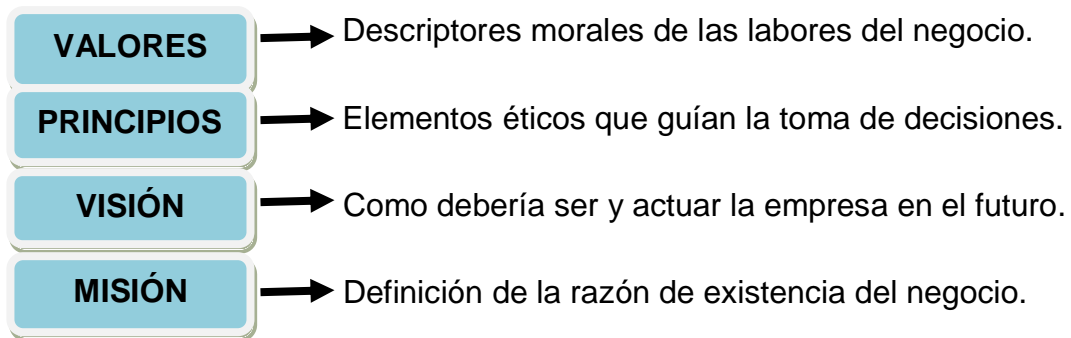 VALORES
Descriptores morales de las labores del negocio.
PRINCIPIOS
Elementos éticos que guían la toma de decisiones.
VISIÓN
Como debería ser y actuar la empresa en el futuro.
MISIÓN
Definición de la razón de existencia del negocio.